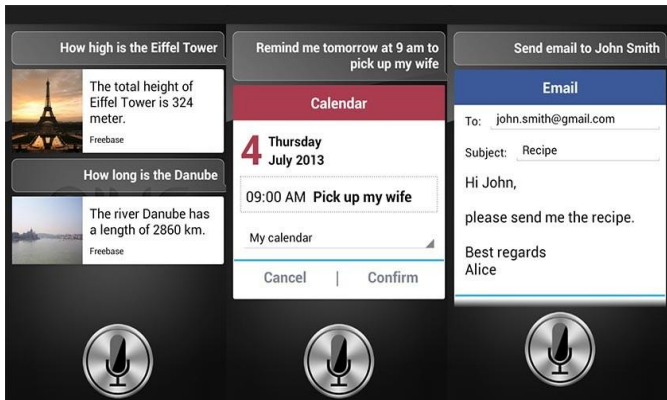 How high is the Eiffel Tower
The total height of
Eiffel Tower is 324
meter.
Freebase
How long is the Danube
The river Danube has
a length of 2860 km.
Freebase
Remind me tomorrow at 9 am to
pick up my wife
Calendar
4 Thursday
July 2013
09:00 AM Pick up my wife
My calendar
Cancel | Confirm
Send email to John Smith
Email
To: john.smith@gmail.com
Subject: Recipe
Hi John,
please send me the recipe.
Best regards
Alice